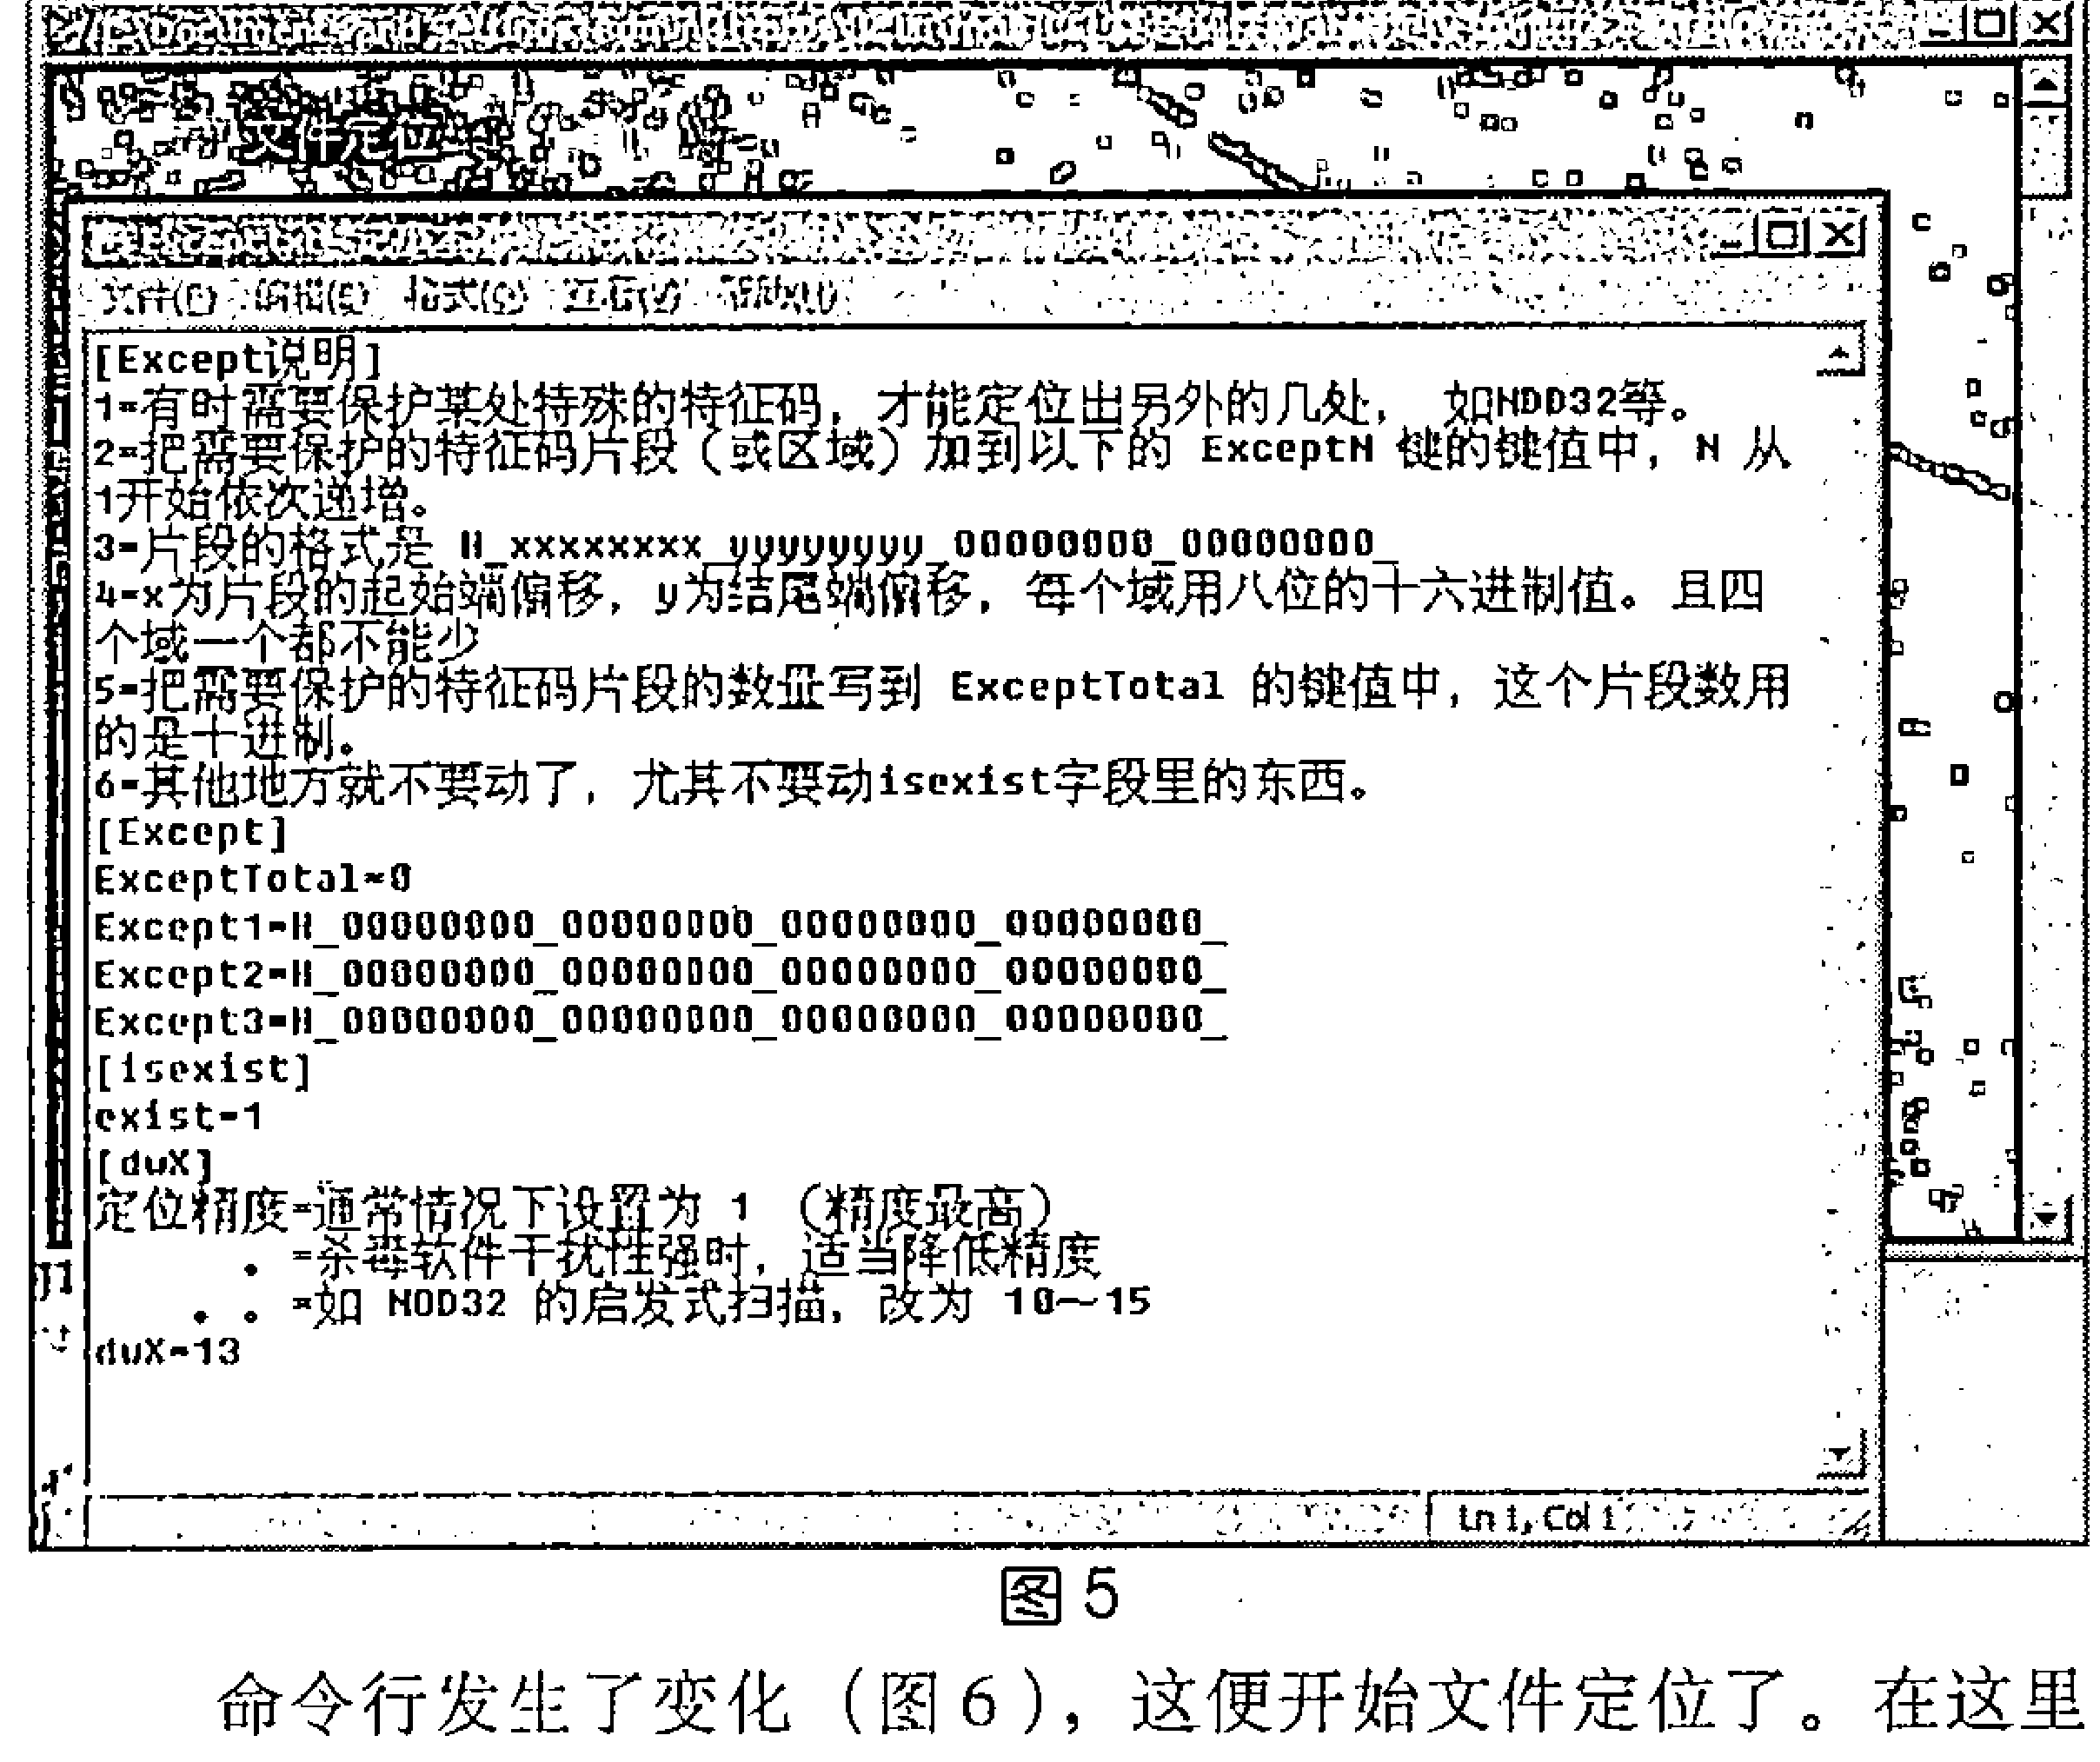 文件定位
[Except说明]
1=有时需要保护某处特殊的特征码，才能定位出另外的几处， 如NOD32等。
2=把需要保护的特征码片段（或区域）加到以下的 ExceptN 键的键值中，N 从
1开始依次递增。
3=片段的格式是 H_xxxxxxxx_yyyyyyyy_00000000_00000000_
4=x为片段的起始端偏移，y为结尾端偏移，每个域用八位的十六进制值。且四
个域一个都不能少
5=把需要保护的特征码片段的数量写到 ExceptTotal 的键值中，这个片段数用
的是十进制。
6=其他地方就不要动了，尤其不要动isexist字段里的东西。
[Except]
ExceptTotal=0
Except1=H_00000000_00000000_00000000_00000000_
Except2=H_00000000_00000000_00000000_00000000_
Except3=H_00000000_00000000_00000000_00000000_
[isexist]
exist=1
[dwX]
定位精度=通常情况下设置为 1 （精度最高）
. =杀毒软件干扰性强时，适当降低精度
. . =如 NOD32 的启发式扫描，改为 10～15
dwX=13
Ln 1, Col 1
图 5
命令行发生了变化（图 6），这便开始文件定位了。在这里